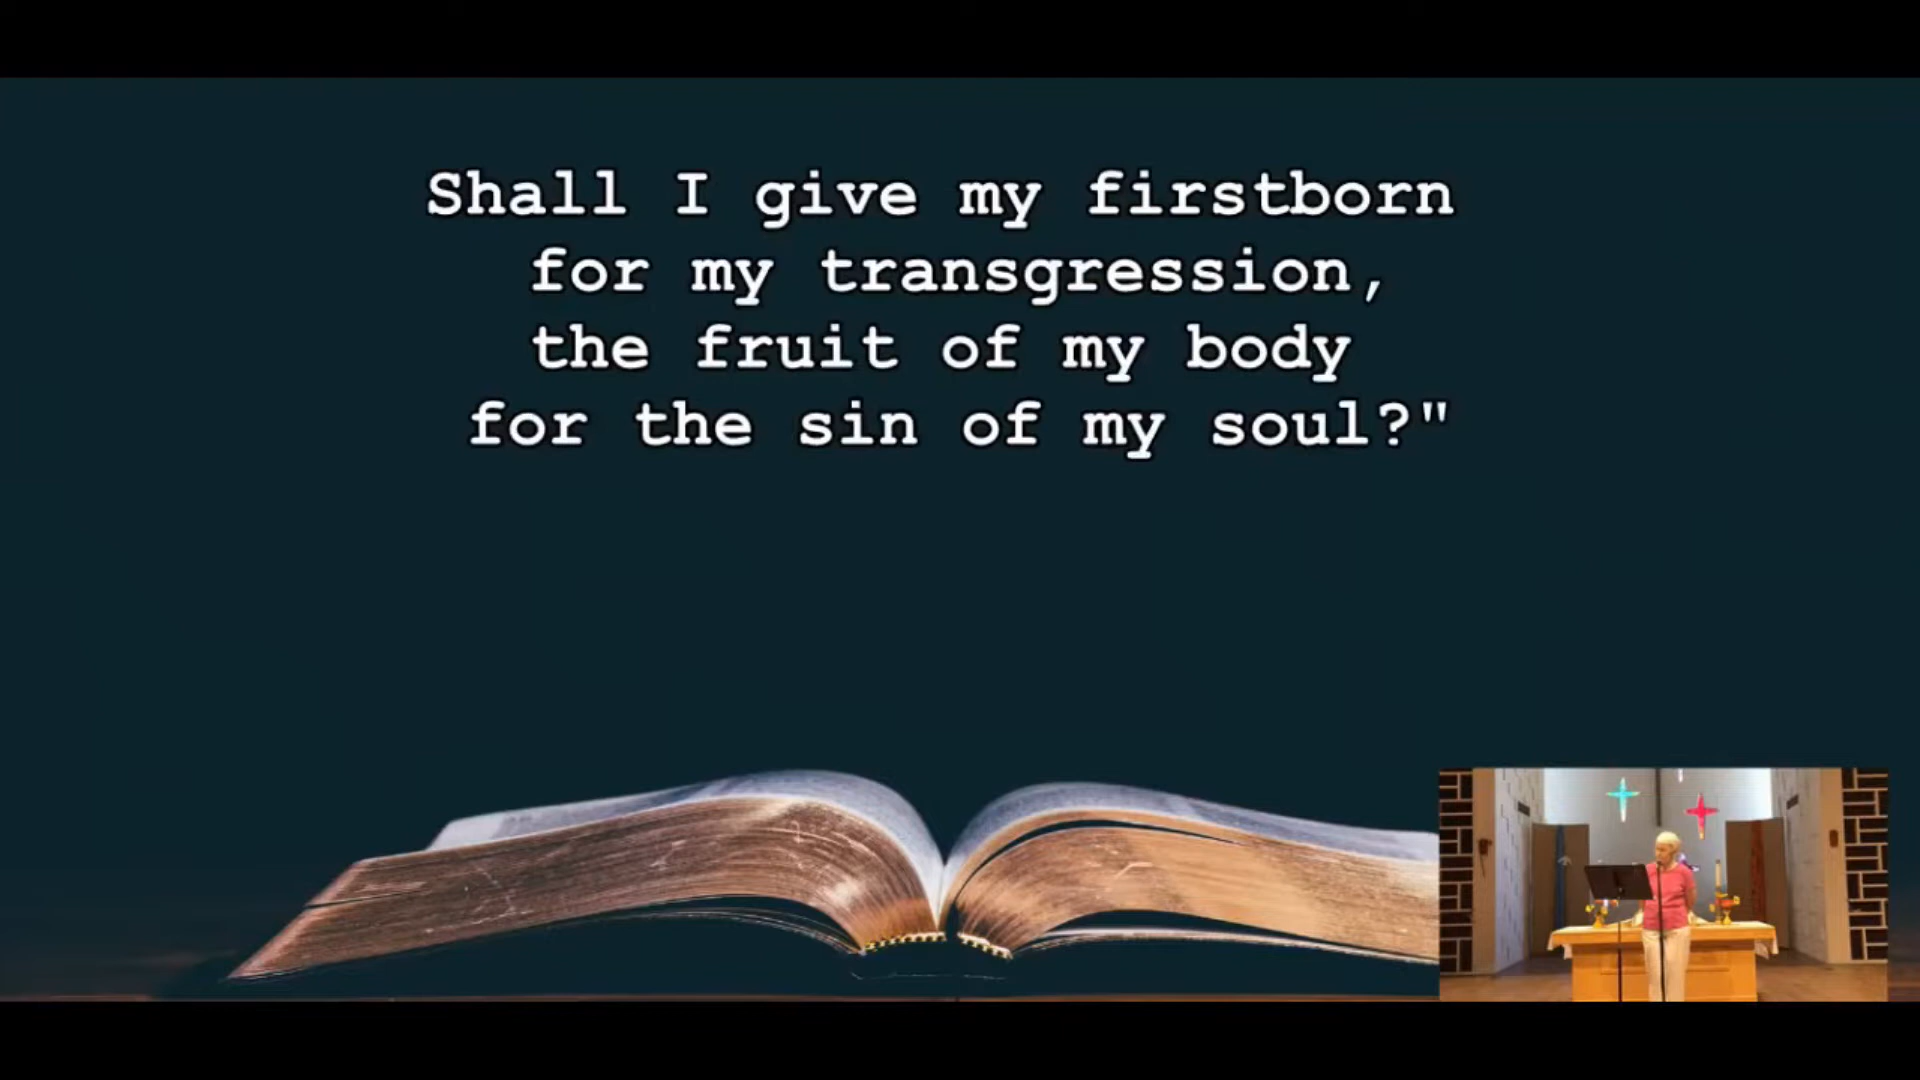 Shall I give my firstborn
for my transgression,
the fruit of my body
for the sin of my soul?"